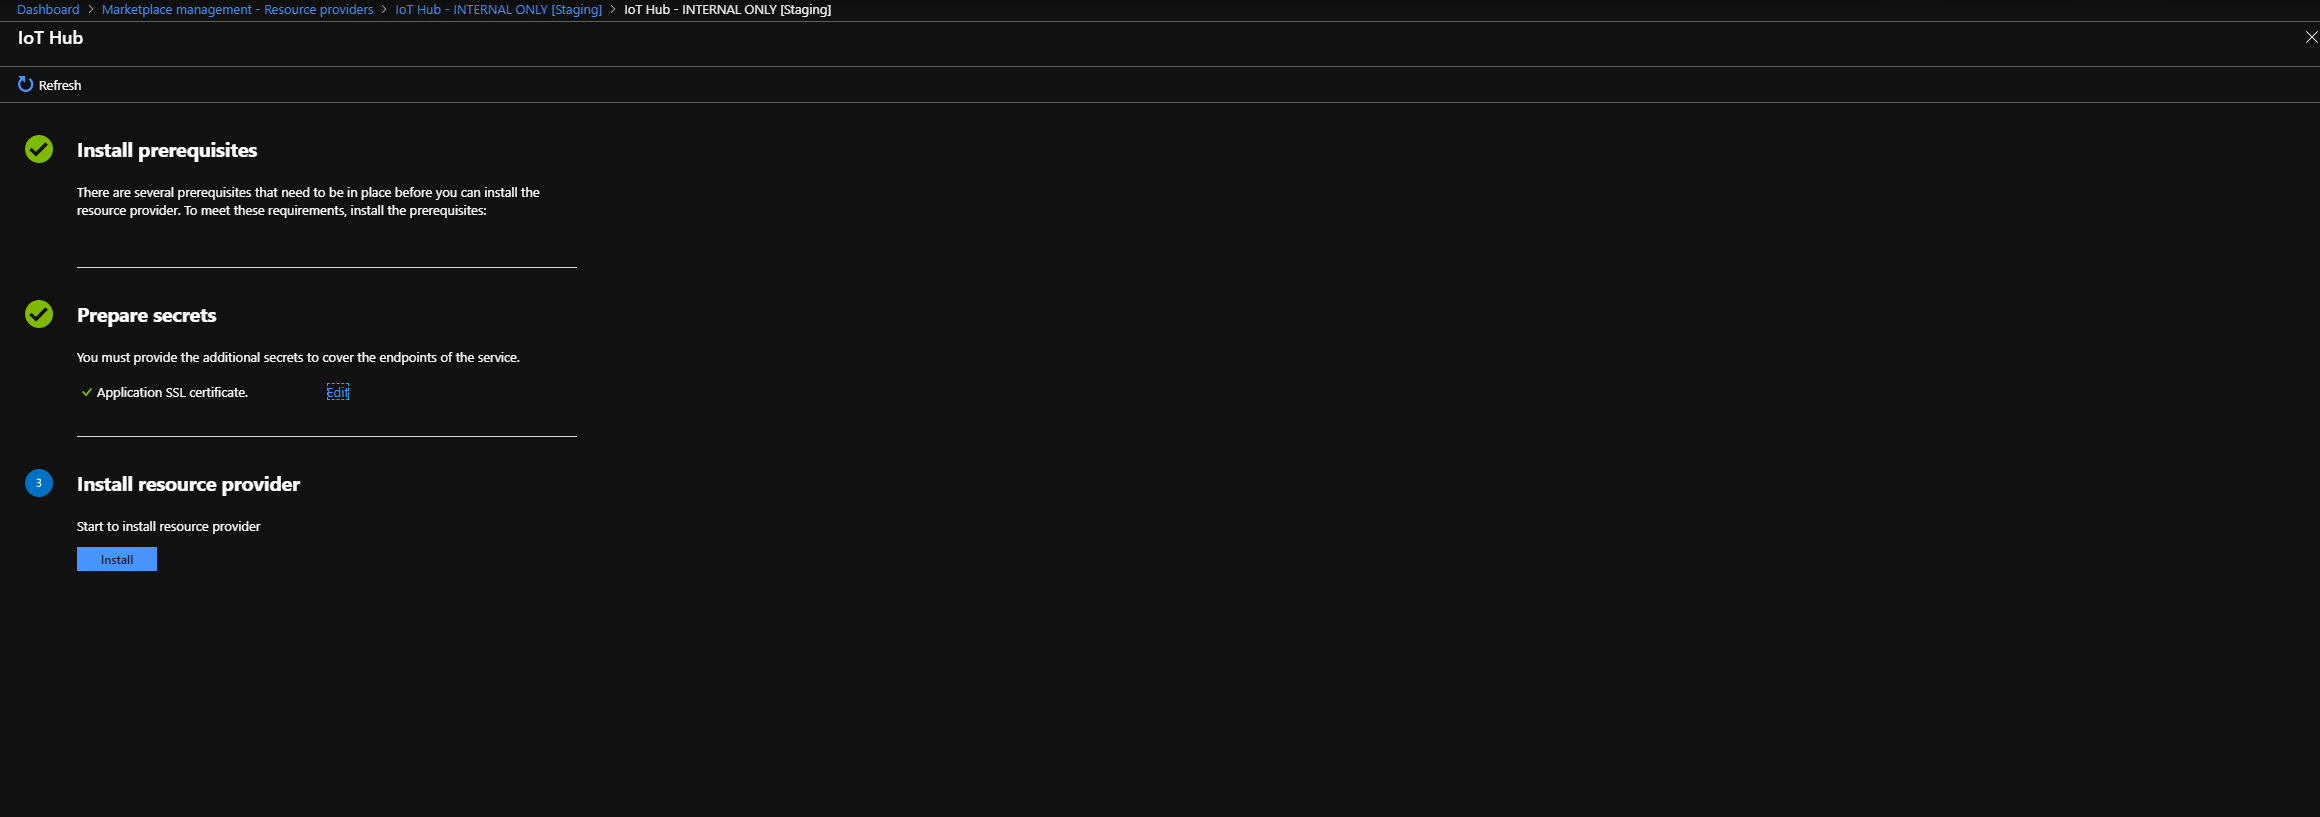 Dashboard > Marketplace management - Resource providers > IoT Hub - INTERNAL ONLY [Staging] > IoT Hub - INTERNAL ONLY [Staging]
IoT Hub
Refresh
Install prerequisites
There are several prerequisites that need to be in place before you can install the
resource provider. To meet these requirements, install the prerequisites:
Prepare secrets
You must provide the additional secrets to cover the endpoints of the service.
Application SSL certificate. Edit
3 Install resource provider
Start to install resource provider
Install